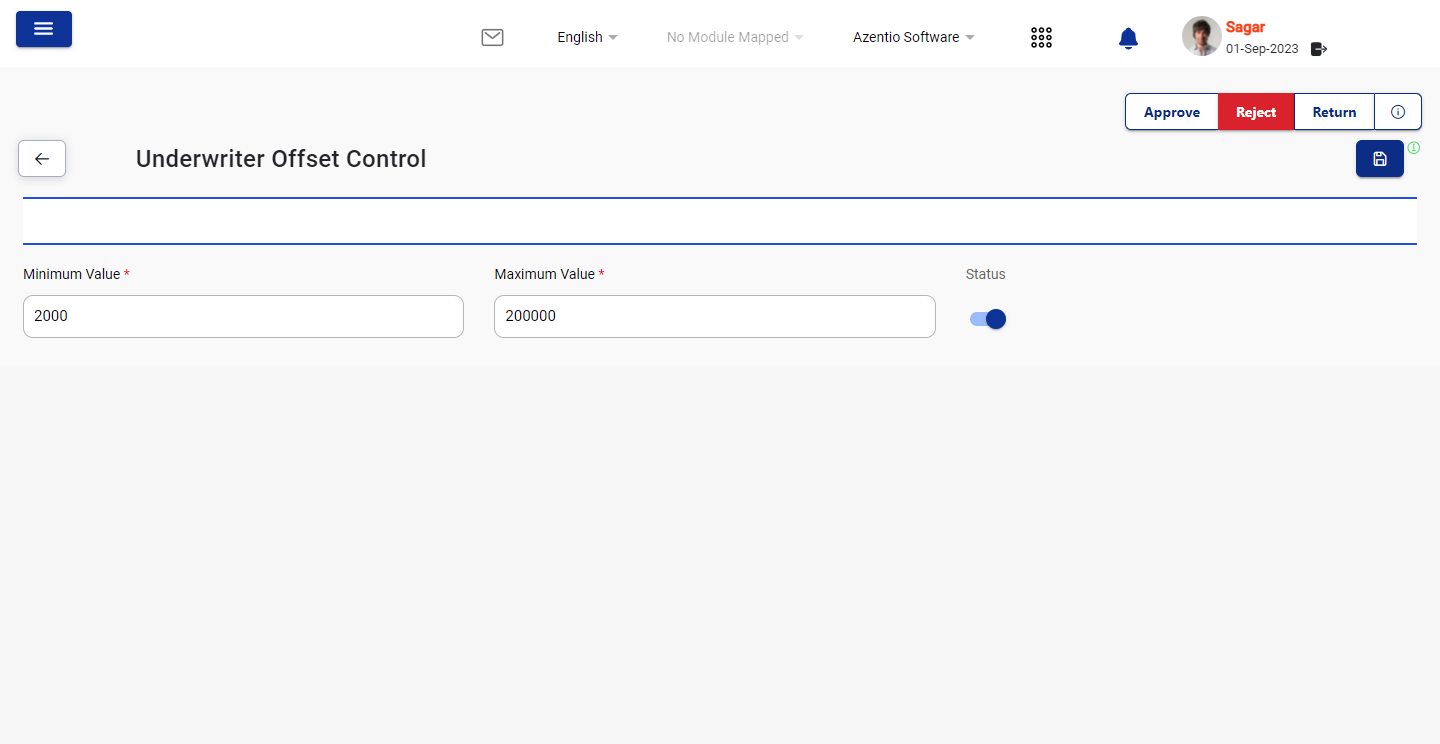 English
No Module Mapped
Azentio Software
Sagar
01-Sep-2023
Approve
Reject
Return
Underwriter Offset Control
Minimum Value *
Maximum Value *
Status
2000
200000